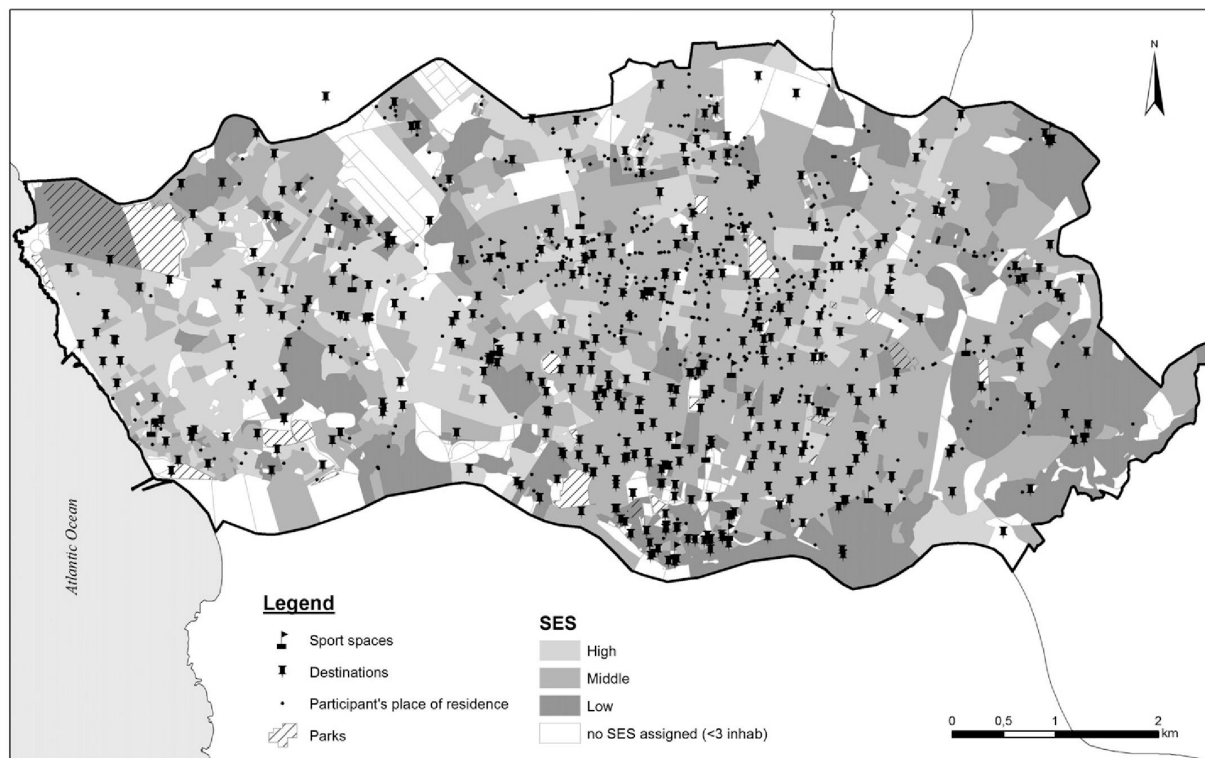 N
Atlantic Ocean
Legend
Sport spaces
Destinations
Participant's place of residence
Parks
SES
High
Middle
Low
no SES assigned (<3 inhab)
0 0,5 1 2
km